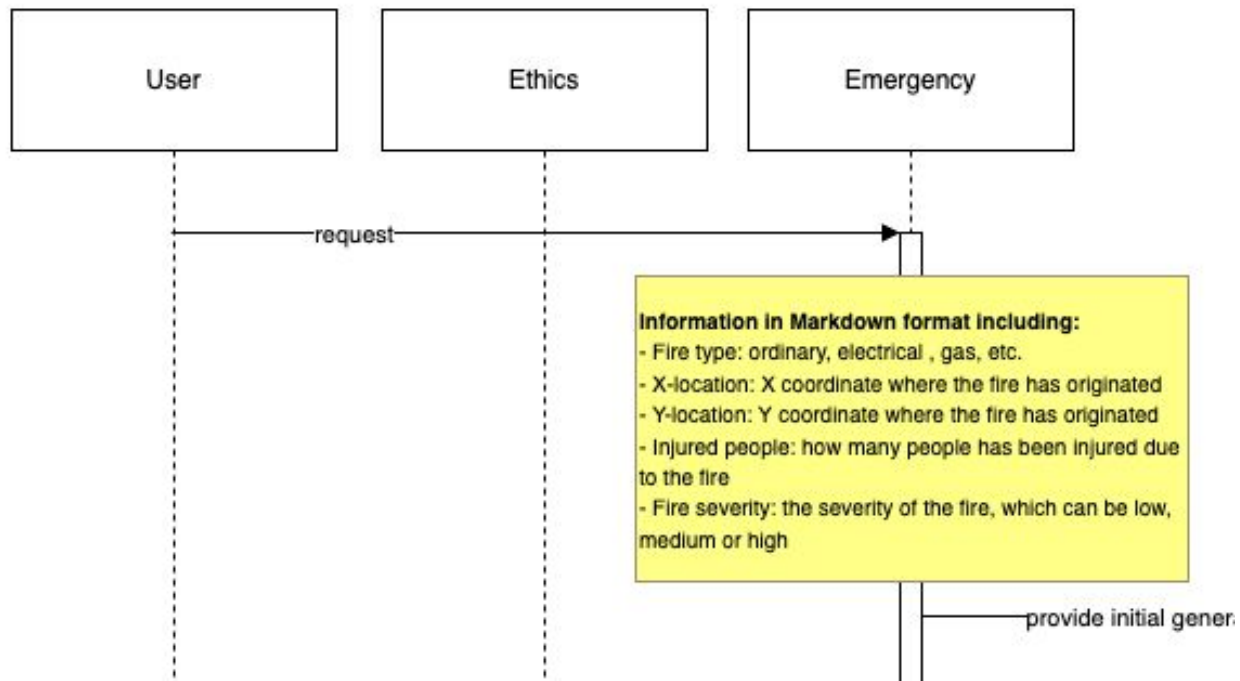 User
Ethics
Emergency
request
Information in Markdown format including:
- Fire type: ordinary, electrical , gas, etc.
- X-location: X coordinate where the fire has originated
- Y-location: Y coordinate where the fire has originated
- Injured people: how many people has been injured due
to the fire
- Fire severity: the severity of the fire, which can be low,
medium or high
provide initial